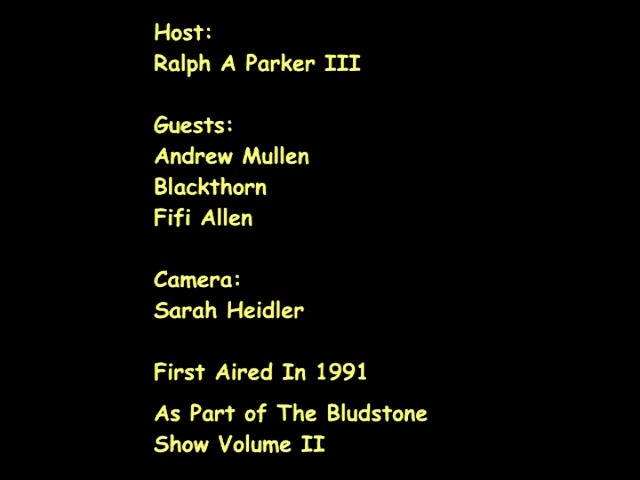 Host:
Ralph A Parker III
Guests:
Andrew Mullen
Blackthorn
Fifi Allen
Camera:
Sarah Heidler
First Aired In 1991
As Part of The Bludstone
Show Volume II